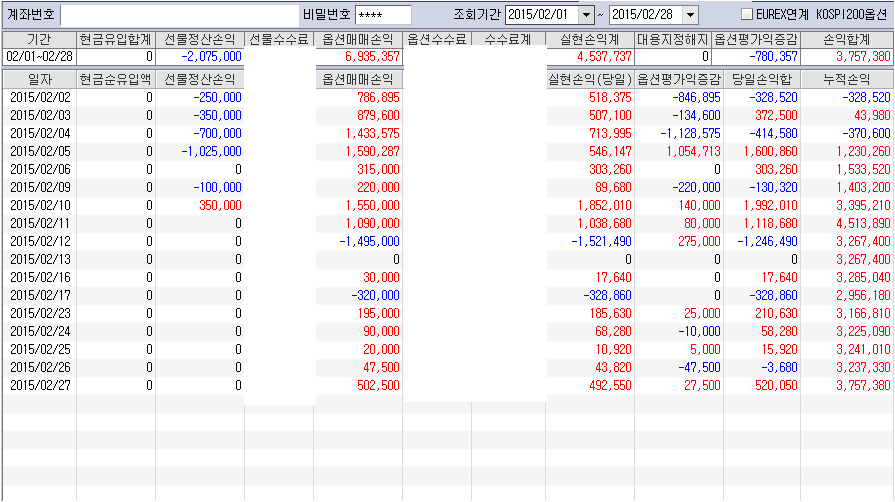 계좌번호 비밀번호 **** 조회기간 2015/02/01 ~ 2015/02/28 EUREX연계 KOSPI200옵션
기간 현금유입합계 선물정산손익 선물수수료 옵션매매손익 옵션수수료 수수료계 실현손익계 대용지정해지 옵션평가익증감 손익합계
02/01~02/28 0 -2,075,000 6,935,357 4,537,737 0 -780,357 3,757,380
일자 현금순유입액 선물정산손익 옵션매매손익 실현손익(당일) 옵션평가익증감 당일손익합 누적손익
2015/02/02 0 -250,000 786,895 518,375 -846,895 -328,520 -328,520
2015/02/03 0 -350,000 879,600 507,100 -134,600 372,500 43,980
2015/02/04 0 -700,000 1,433,575 713,995 -1,128,575 -414,580 -370,600
2015/02/05 0 -1,025,000 1,590,287 546,147 1,054,713 1,600,860 1,230,260
2015/02/06 0 0 315,000 303,260 0 303,260 1,533,520
2015/02/09 0 -100,000 220,000 89,680 -220,000 -130,320 1,403,200
2015/02/10 0 350,000 1,550,000 1,852,010 140,000 1,992,010 3,395,210
2015/02/11 0 0 1,090,000 1,038,680 80,000 1,118,680 4,513,890
2015/02/12 0 0 -1,495,000 -1,521,490 275,000 -1,246,490 3,267,400
2015/02/13 0 0 0 0 0 0 3,267,400
2015/02/16 0 0 30,000 17,640 0 17,640 3,285,040
2015/02/17 0 0 -320,000 -328,860 0 -328,860 2,956,180
2015/02/23 0 0 195,000 185,630 25,000 210,630 3,166,810
2015/02/24 0 0 90,000 68,280 -10,000 58,280 3,225,090
2015/02/25 0 0 20,000 10,920 5,000 15,920 3,241,010
2015/02/26 0 0 47,500 43,820 -47,500 -3,680 3,237,330
2015/02/27 0 0 502,500 492,550 27,500 520,050 3,757,380